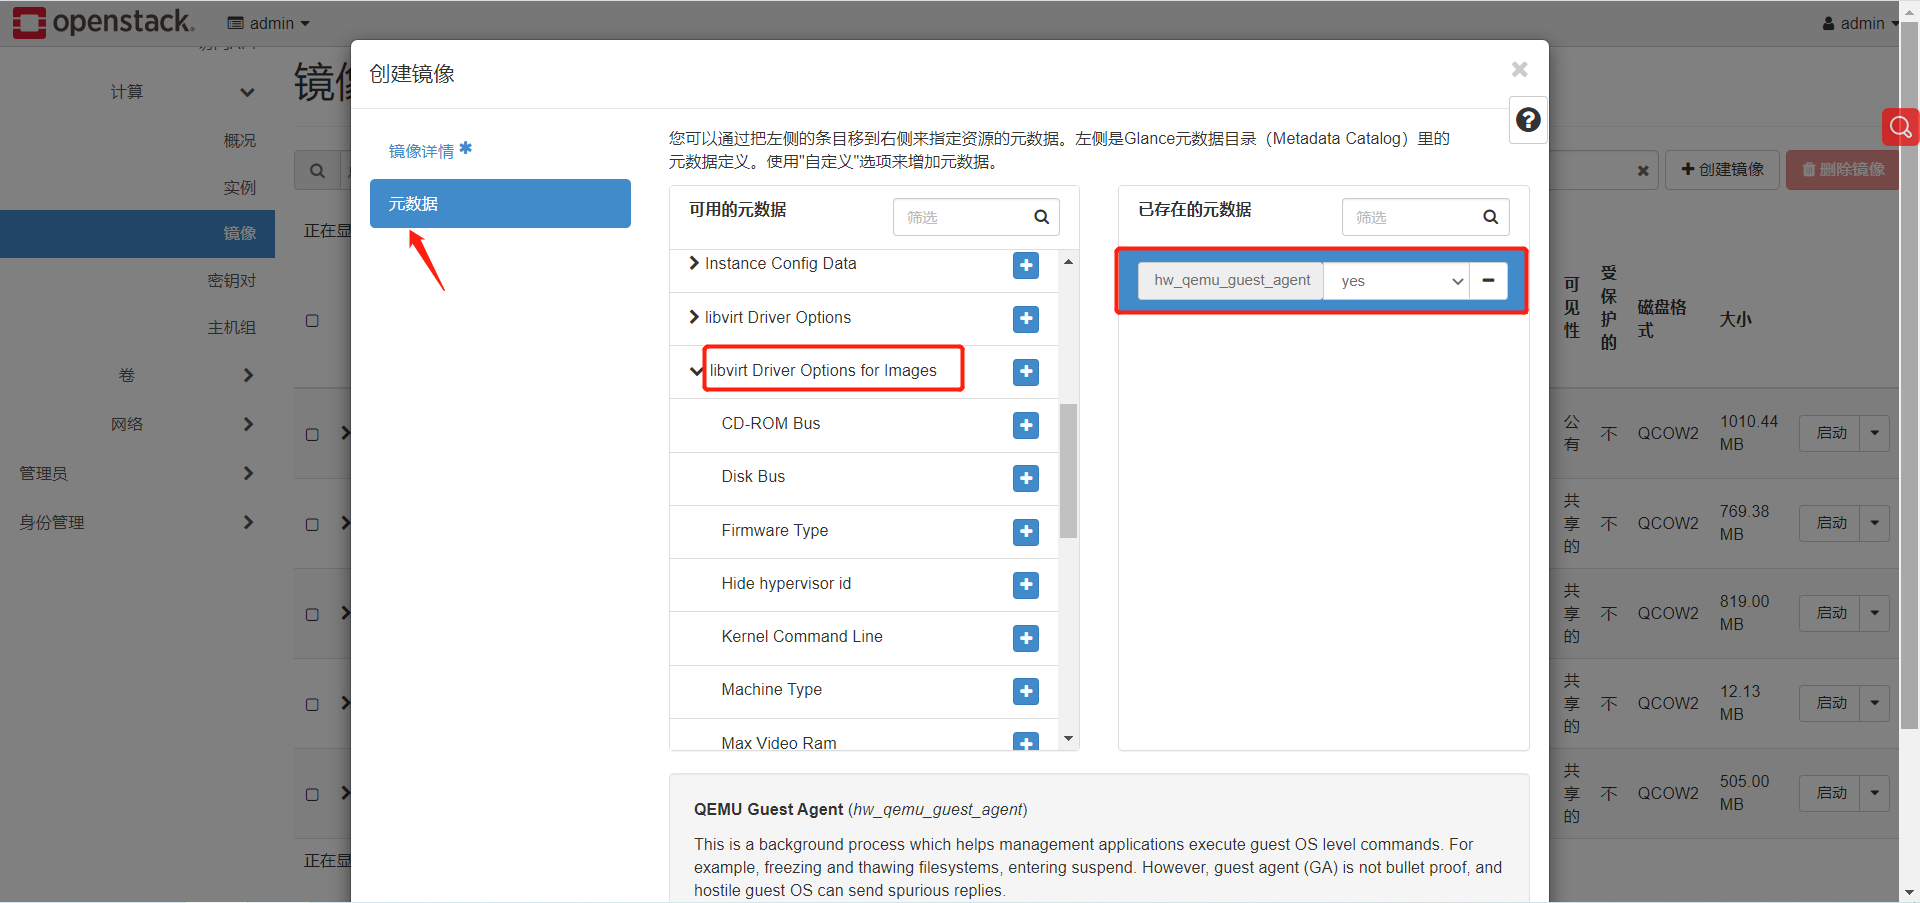 openstack.
admin
admin
计算
概况
实例
镜像
密钥对
主机组
卷
网络
管理员
身份管理
镜像
正在显
创建镜像
删除镜像
可见性
受保护的
磁盘格式
大小
公有 不 QCOW2 1010.44 MB 启动
共享的 不 QCOW2 769.38 MB 启动
共享的 不 QCOW2 819.00 MB 启动
共享的 不 QCOW2 12.13 MB 启动
共享的 不 QCOW2 505.00 MB 启动
正在显
创建镜像
镜像详情 *
元数据
您可以通过把左侧的条目移到右侧来指定资源的元数据。左侧是Glance元数据目录（Metadata Catalog）里的
元数据定义。使用"自定义"选项来增加元数据。
可用的元数据
筛选
Instance Config Data
libvirt Driver Options
libvirt Driver Options for Images
CD-ROM Bus
Disk Bus
Firmware Type
Hide hypervisor id
Kernel Command Line
Machine Type
Max Video Ram
已存在的元数据
筛选
hw_qemu_guest_agent
yes
QEMU Guest Agent (hw_qemu_guest_agent)
This is a background process which helps management applications execute guest OS level commands. For
example, freezing and thawing filesystems, entering suspend. However, guest agent (GA) is not bullet proof, and
hostile guest OS can send spurious replies.